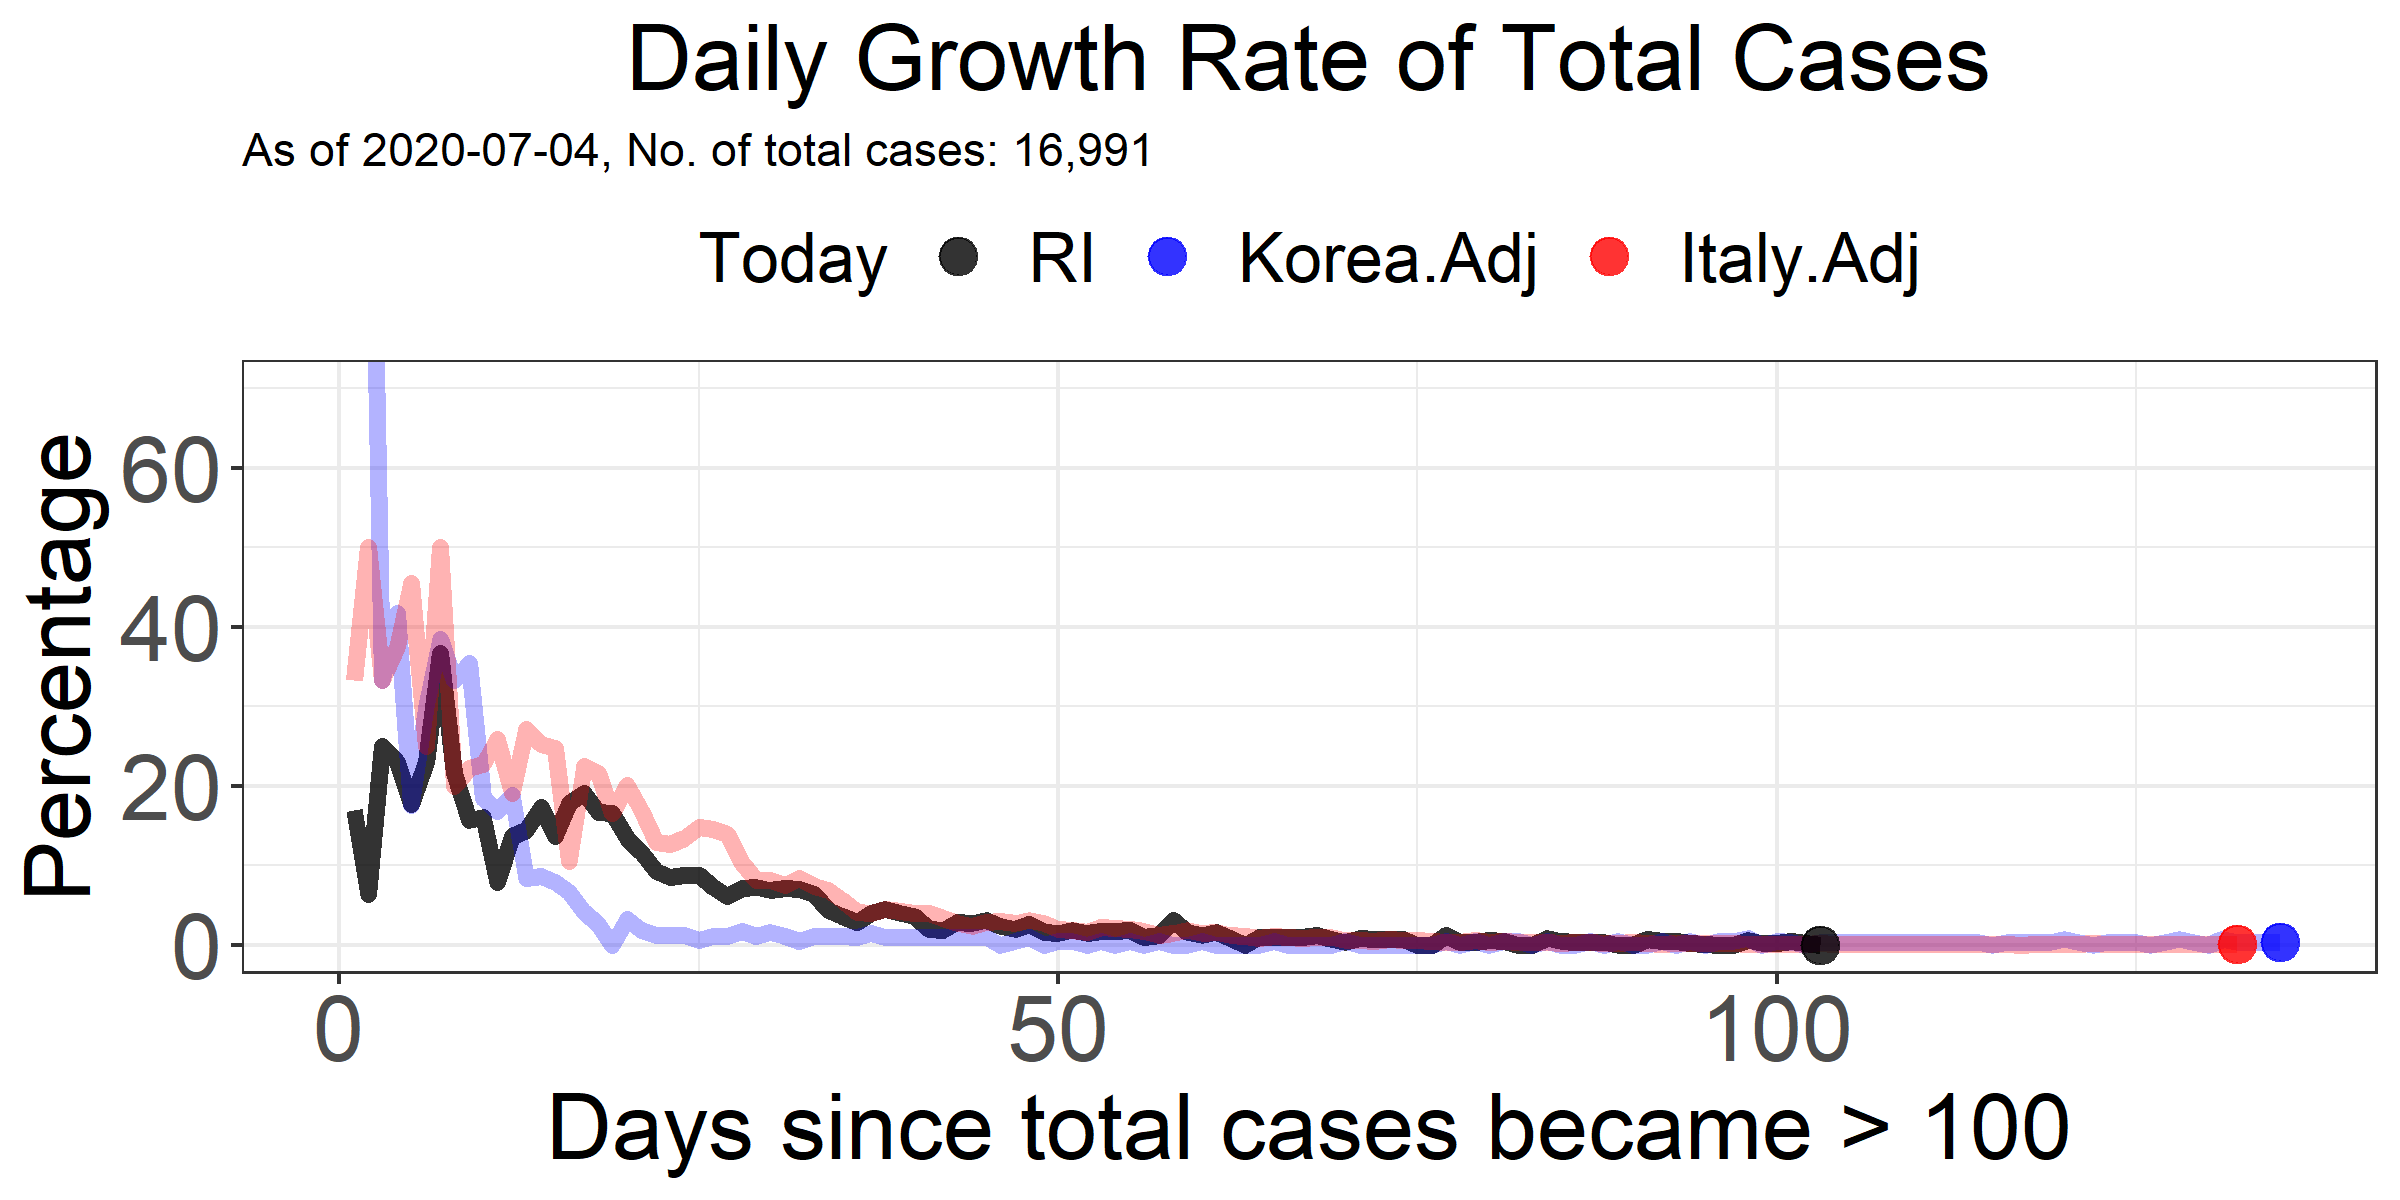 Daily Growth Rate of Total Cases
As of 2020-07-04, No. of total cases: 16,991
Today RI Korea.Adj Italy.Adj
Percentage
60
40
20
0
0 50 100
Days since total cases became > 100